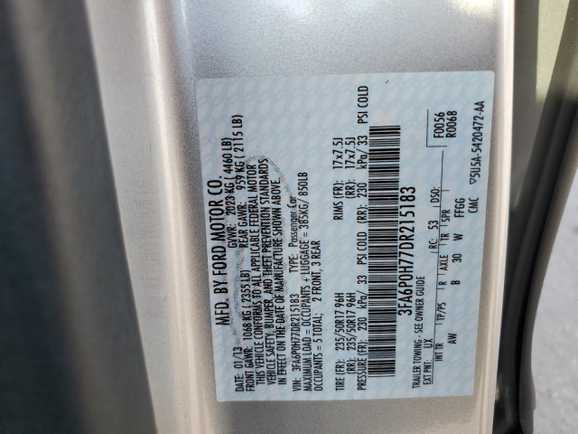 MFD. BY FORD MOTOR CO.
DATE: 01/13 GVWR: 2023 KG ( 4460 LB)
FRONT GAWR: 1068 KG ( 2355 LB) REAR GAWR: 959 KG ( 2115 LB)
THIS VEHICLE CONFORMS TO ALL APPLICABLE FEDERAL MOTOR
VEHICLE SAFETY, BUMPER, AND THEFT PREVENTION STANDARDS
IN EFFECT ON THE DATE OF MANUFACTURE SHOWN ABOVE.
VIN: 3FA6P0H77DR215183 TYPE: Passenger Car
MAXIMUM LOAD = OCCUPANTS + LUGGAGE = 385KG/ 850LB
OCCUPANTS = 5 TOTAL: 2 FRONT, 3 REAR
TIRE (FR): 235/50R17 96H RIMS (FR): 17x7.5J
(RR): 235/50R17 96H (RR): 17x7.5J
PRESSURE (FR): 230 kPa/ 33 PSI COLD (RR): 230 kPa/ 33 PSI COLD
3FA6P0H77DR215183
TRAILER TOWING - SEE OWNER GUIDE F0056
R0068
EXT PNT: UX RC: 53 DSO:
INT TR TP/PS R AXLE TR SPR
AW B 30 W FFGG
CMC 5U5A-5420472-AA